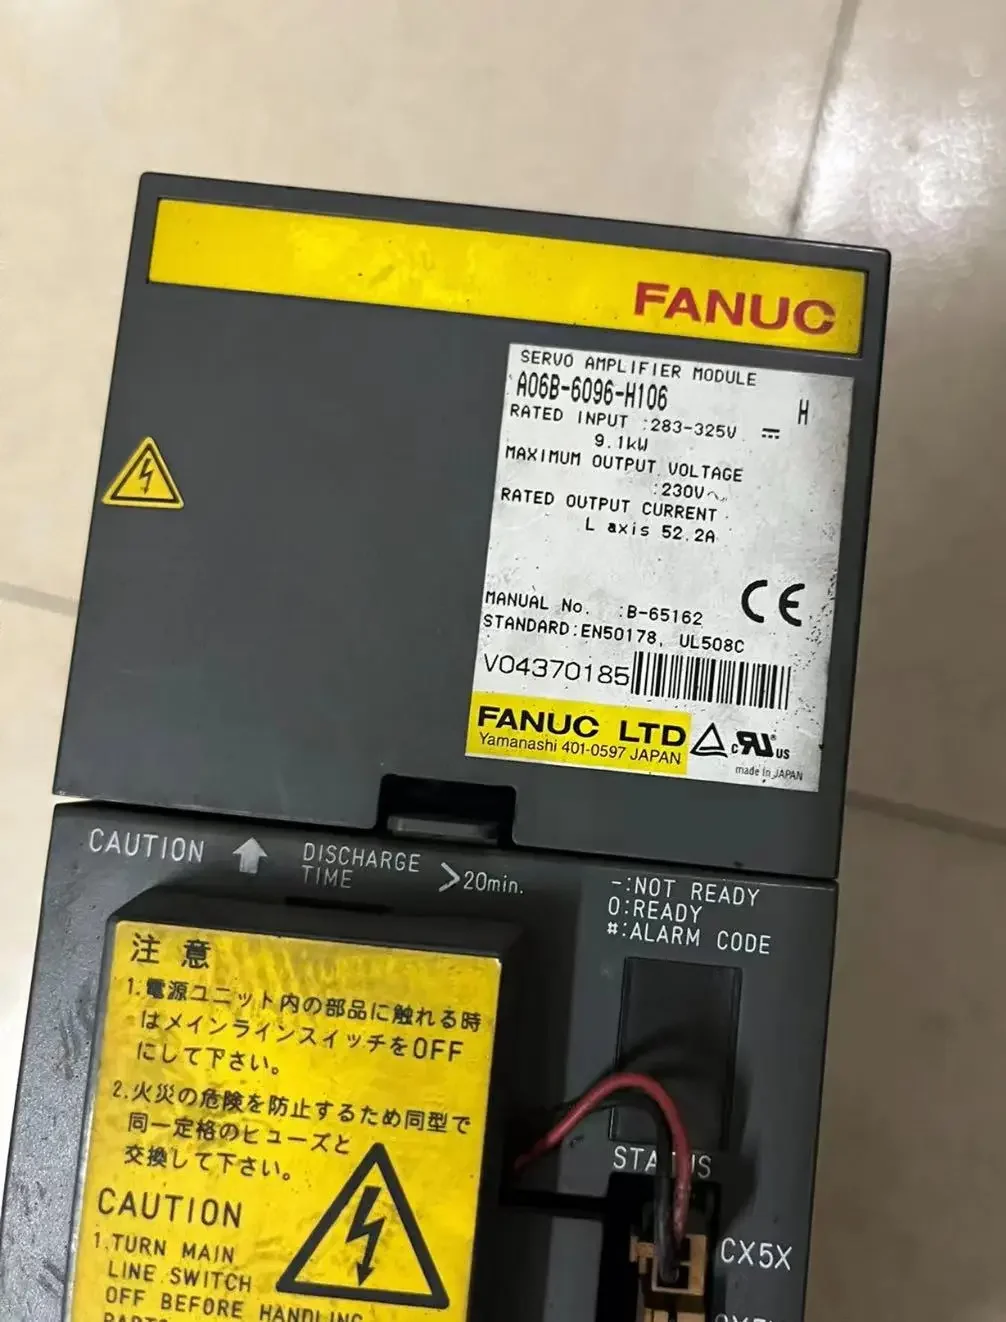 FANUC
SERVO AMPLIFIER MODULE
A06B-6096-H106 H
RATED INPUT :283-325V ⎓
9.1kW
MAXIMUM OUTPUT VOLTAGE
:230V~
RATED OUTPUT CURRENT
L axis 52.2A
CE
MANUAL No. :B-65162
STANDARD:EN50178, UL508C
V04370185
FANUC LTD
Yamanashi 401-0597 JAPAN
c RU us
made in JAPAN
CAUTION
DISCHARGE
TIME >20min.
-:NOT READY
0:READY
#:ALARM CODE
注 意
1.電源ユニット内の部品に触れる時
はメインラインスイッチをOFF
にして下さい。
2.火災の危険を防止するため同型で
同一定格のヒューズと
交換して下さい。
CAUTION
1.TURN MAIN
LINE SWITCH
OFF BEFORE HANDLING
STATUS
CX5X